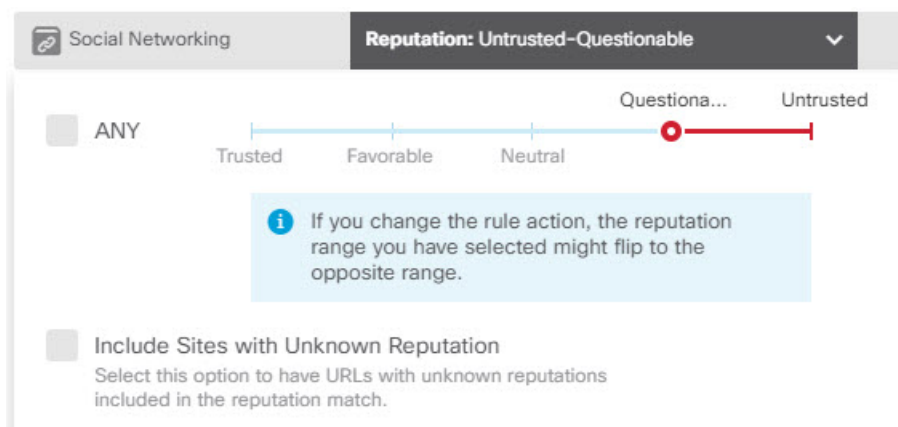 Social Networking
Reputation: Untrusted-Questionable
Questiona...
Untrusted
ANY
Trusted
Favorable
Neutral
If you change the rule action, the reputation
range you have selected might flip to the
opposite range.
Include Sites with Unknown Reputation
Select this option to have URLs with unknown reputations
included in the reputation match.